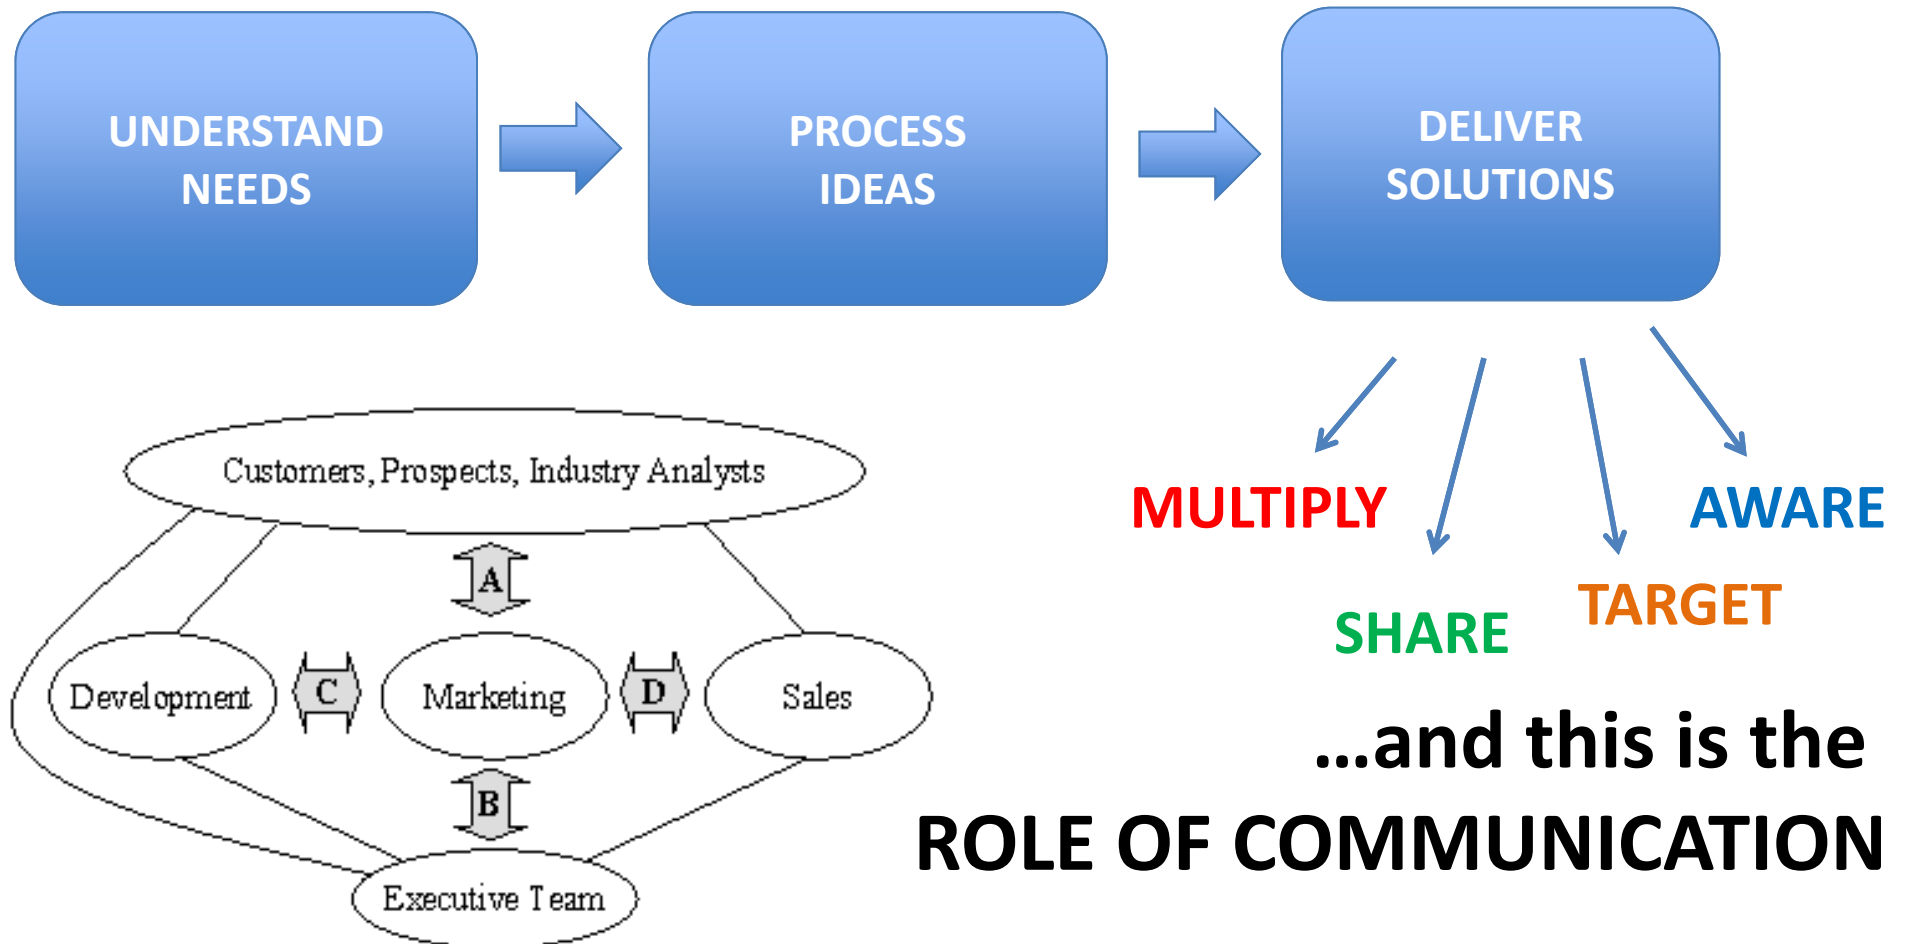 UNDERSTAND
NEEDS
PROCESS
IDEAS
DELIVER
SOLUTIONS
Customers, Prospects, Industry Analysts
A
Development
C
Marketing
D
Sales
B
Executive Team
MULTIPLY
AWARE
SHARE
TARGET
...and this is the
ROLE OF COMMUNICATION